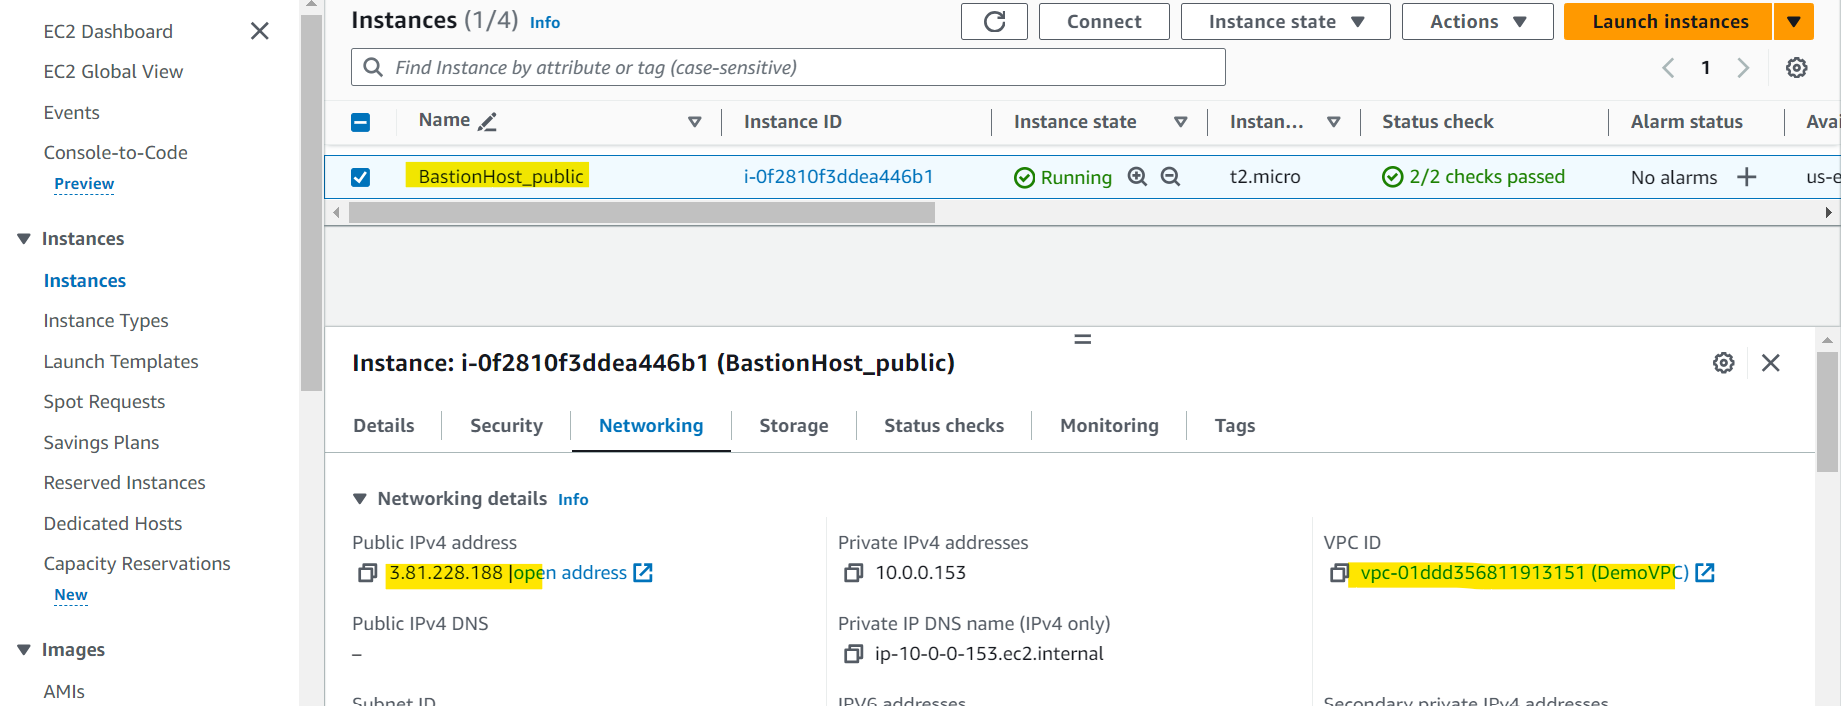 EC2 Dashboard
EC2 Global View
Events
Console-to-Code
Preview
Instances
Instances
Instance Types
Launch Templates
Spot Requests
Savings Plans
Reserved Instances
Dedicated Hosts
Capacity Reservations
New
Images
AMIs
Instances (1/4) Info
Connect
Instance state
Actions
Launch instances
Find Instance by attribute or tag (case-sensitive)
1
Name Instance ID Instance state Instan... Status check Alarm status Avai
BastionHost_public i-0f2810f3ddea446b1 Running t2.micro 2/2 checks passed No alarms + us-e
Instance: i-0f2810f3ddea446b1 (BastionHost_public)
Details Security Networking Storage Status checks Monitoring Tags
Networking details Info
Public IPv4 address
3.81.228.188 |open address
Public IPv4 DNS
–
Subnet ID
Private IPv4 addresses
10.0.0.153
Private IP DNS name (IPv4 only)
ip-10-0-0-153.ec2.internal
IPV6 addresses
VPC ID
vpc-01ddd356811913151 (DemoVPC)
Secondary private IPv4 addresses